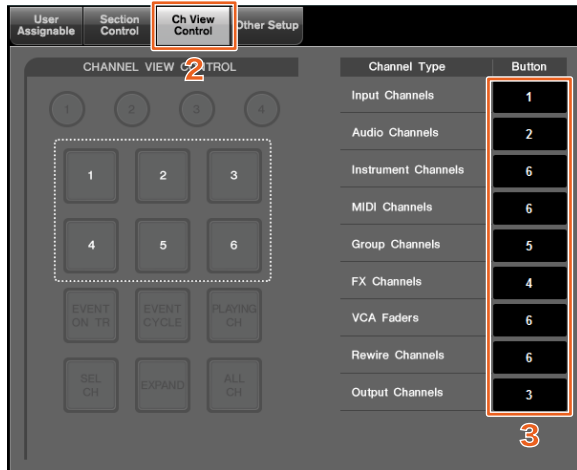 User Assignable
Section Control
Ch View Control
Other Setup
2
CHANNEL VIEW CONTROL
1 2 3 4
1 2 3
4 5 6
EVENT ON TR
EVENT CYCLE
PLAYING CH
SEL CH
EXPAND
ALL CH
Channel Type Button
Input Channels 1
Audio Channels 2
Instrument Channels 6
MIDI Channels 6
Group Channels 5
FX Channels 4
VCA Faders 6
Rewire Channels 6
Output Channels 3
3